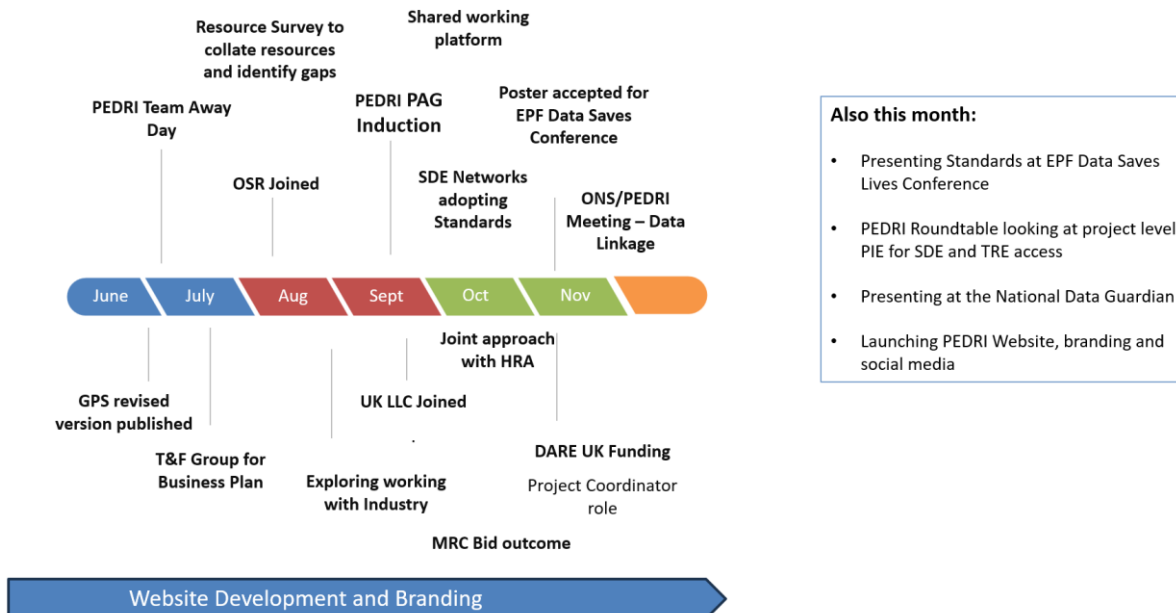 Resource Survey to
collate resources
and identify gaps
Shared working
platform
PEDRI Team Away
Day
PEDRI PAG
Induction
Poster accepted for
EPF Data Saves
Conference
OSR Joined
SDE Networks
adopting
Standards
ONS/PEDRI
Meeting – Data
Linkage
June
July
Aug
Sept
Oct
Nov
Joint approach
with HRA
GPS revised
version published
UK LLC Joined
T&F Group for
Business Plan
Exploring working
with Industry
DARE UK Funding
Project Coordinator
role
MRC Bid outcome
Website Development and Branding
Also this month:
• Presenting Standards at EPF Data Saves
Lives Conference
• PEDRI Roundtable looking at project level
PIE for SDE and TRE access
• Presenting at the National Data Guardian
• Launching PEDRI Website, branding and
social media